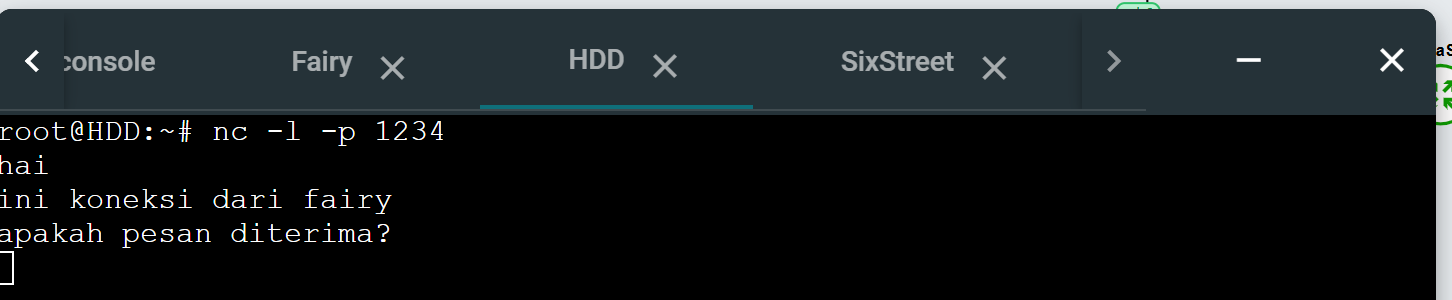 console Fairy HDD SixStreet
root@HDD:~# nc -l -p 1234
hai
ini koneksi dari fairy
apakah pesan diterima?